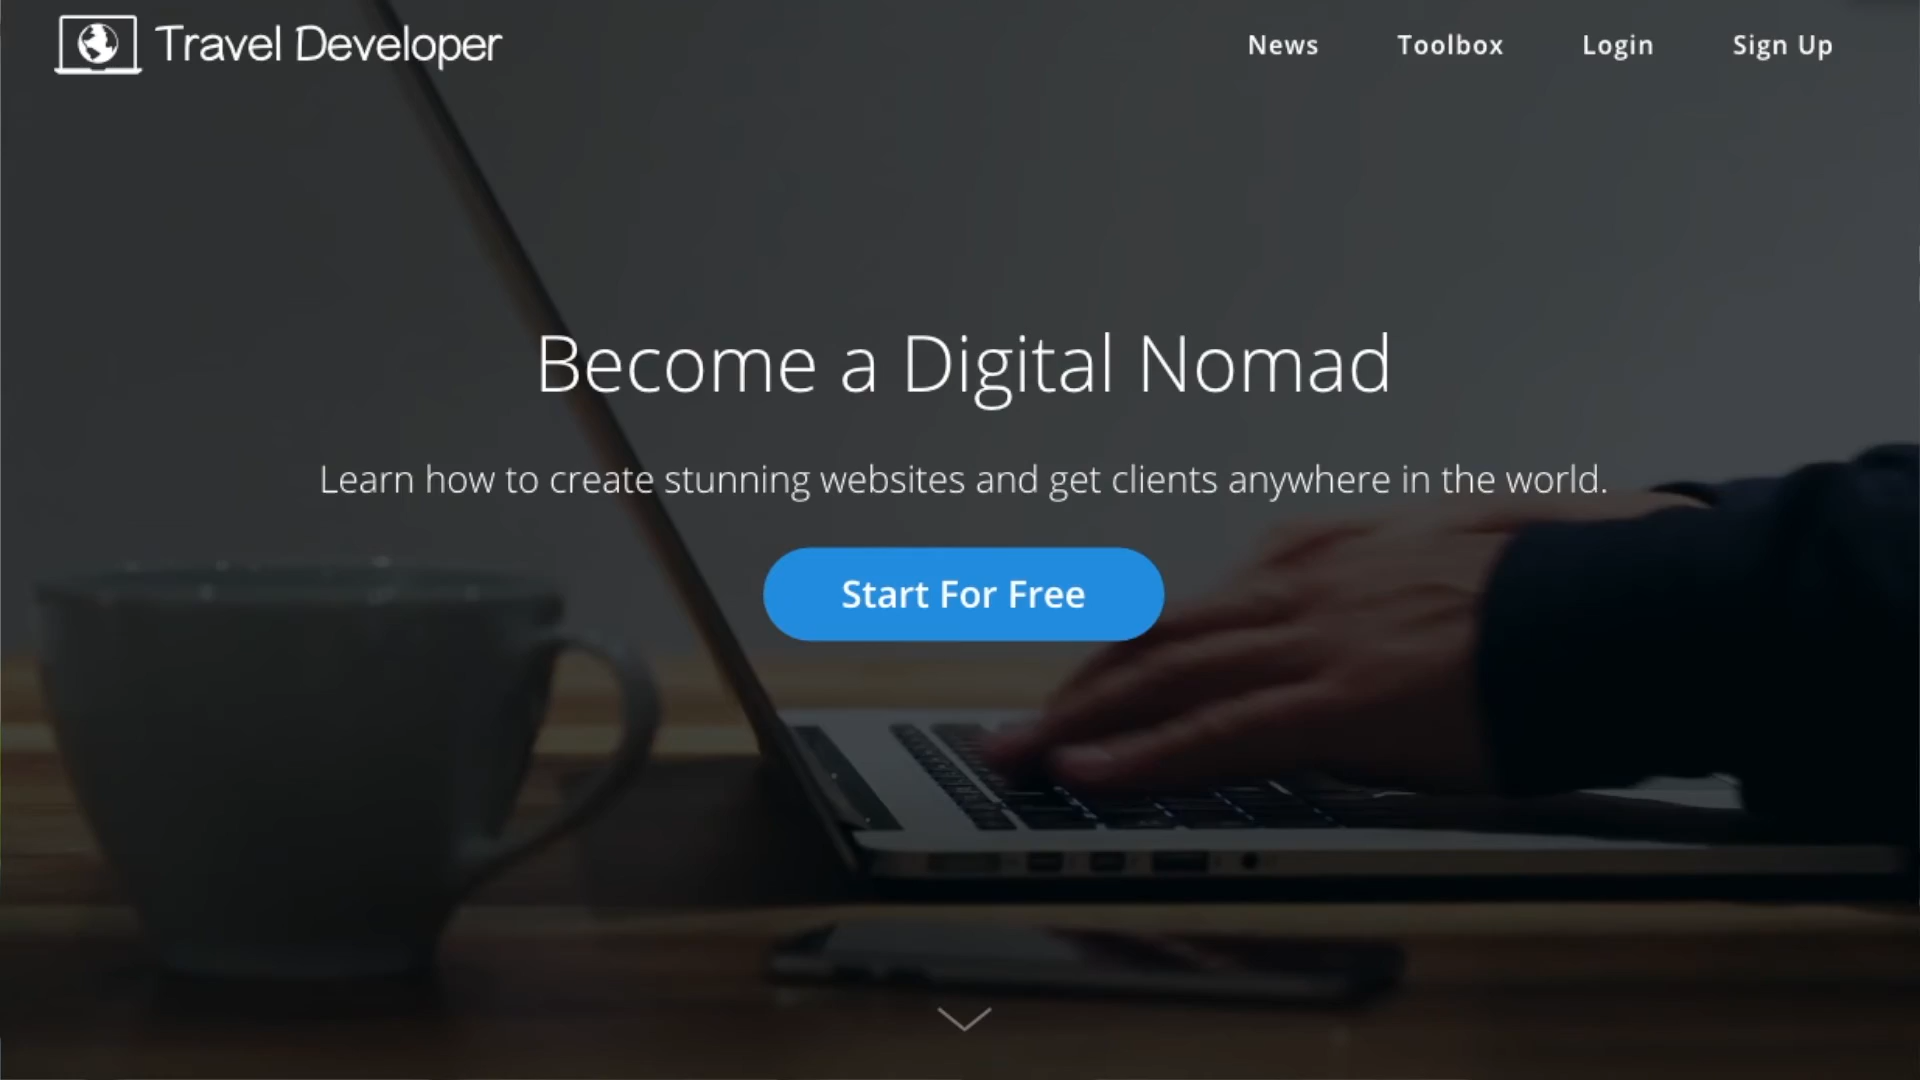 Travel Developer
News
Toolbox
Login
Sign Up
Become a Digital Nomad
Learn how to create stunning websites and get clients anywhere in the world.
Start For Free